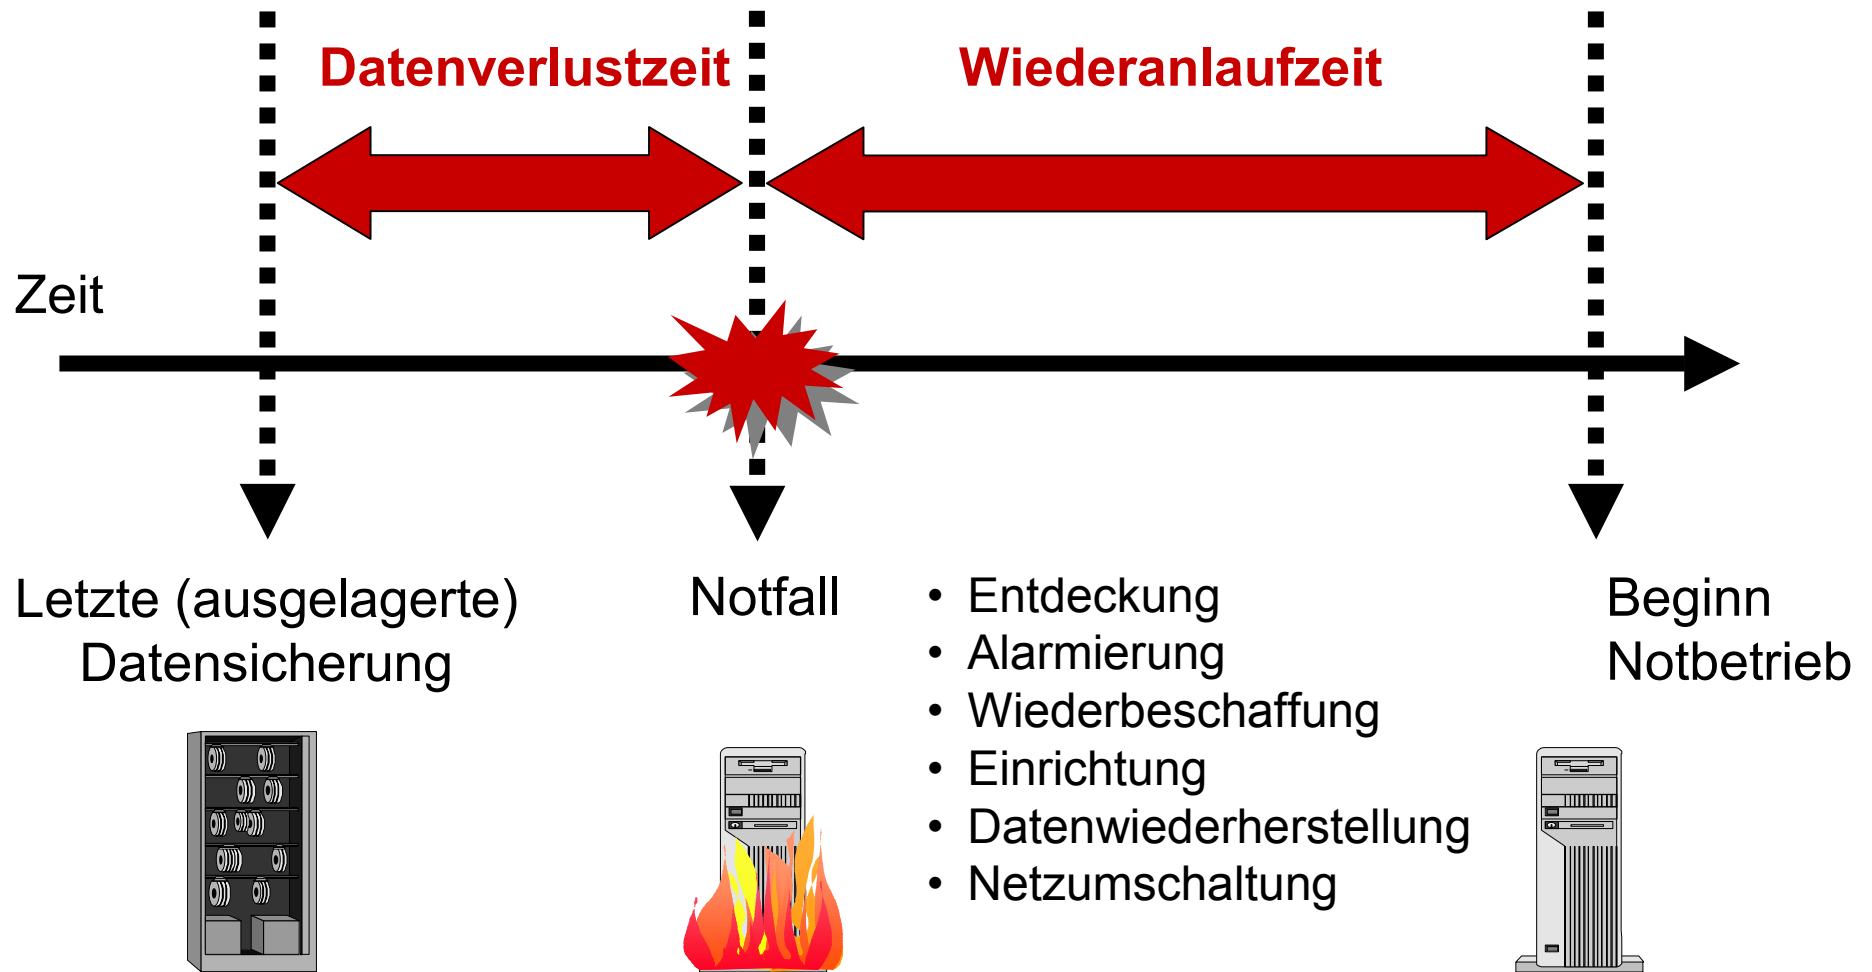 Datenverlustzeit
Wiederanlaufzeit
Zeit
Letzte (ausgelagerte)
Datensicherung
Notfall
• Entdeckung
• Alarmierung
• Wiederbeschaffung
• Einrichtung
• Datenwiederherstellung
• Netzumschaltung
Beginn
Notbetrieb